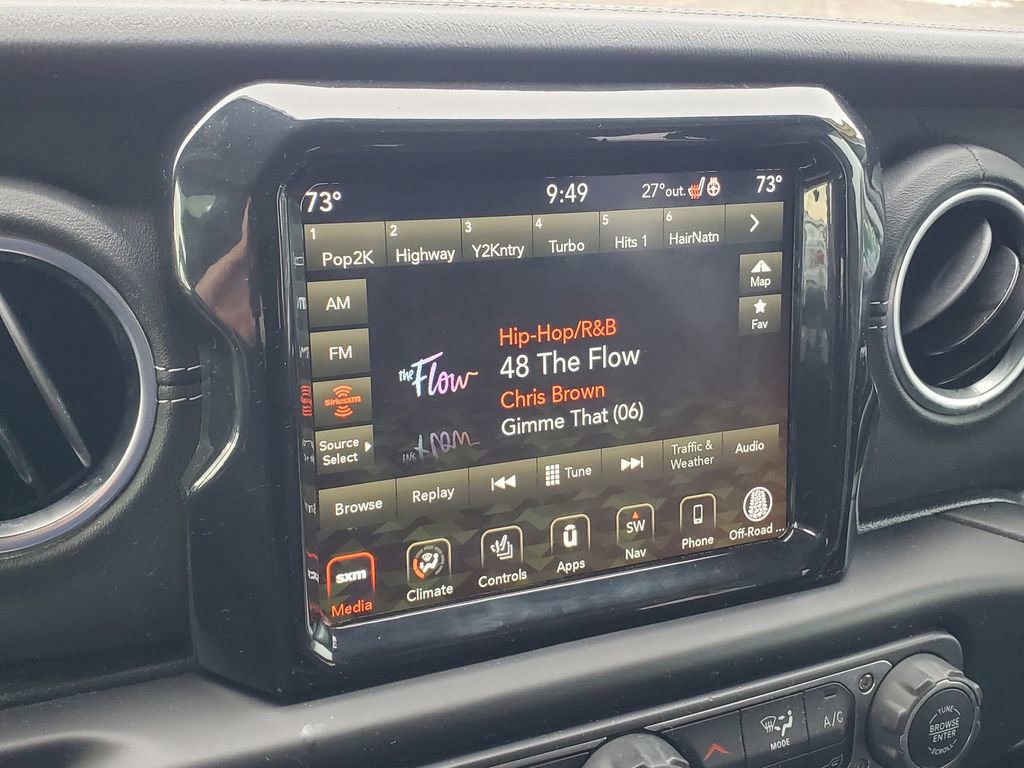 73° 9:49 27°out. 73°
1 2 3 4 5 6
Pop2K Highway Y2Kntry Turbo Hits 1 HairNatn
AM
FM
siriusxm
Source
Select
Map
Fav
the Flow
Hip-Hop/R&B
48 The Flow
Chris Brown
Gimme That (06)
Browse Replay Tune Traffic &
Weather
Audio
sxm
Media
Climate
Controls
Apps
SW
Nav
Phone
Off-Road ...
MODE
A/C
TUNE
BROWSE
ENTER
SCROLL